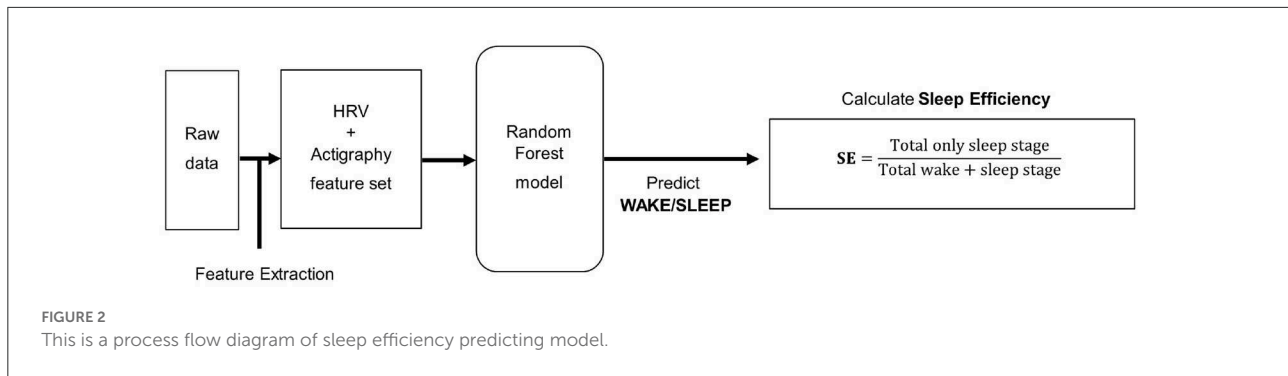 Raw
data
Feature Extraction
HRV
+
Actigraphy
feature set
Random
Forest
model
Predict
WAKE/SLEEP
Calculate Sleep Efficiency
SE = Total only sleep stage
Total wake + sleep stage
FIGURE 2
This is a process flow diagram of sleep efficiency predicting model.